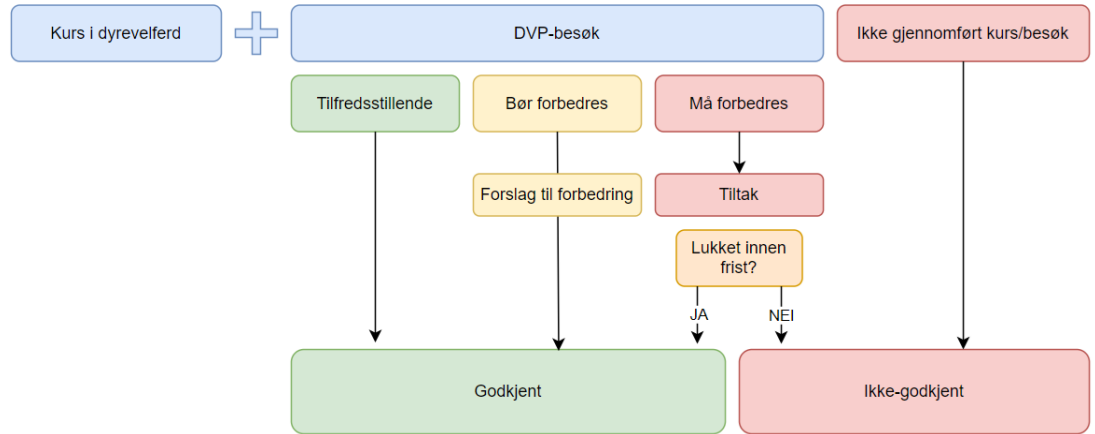 Kurs i dyrevelferd
DVP-besøk
Ikke gjennomført kurs/besøk
Tilfredsstillende
Bør forbedres
Må forbedres
Forslag til forbedring
Tiltak
Lukket innen
frist?
JA
NEI
Godkjent
Ikke-godkjent